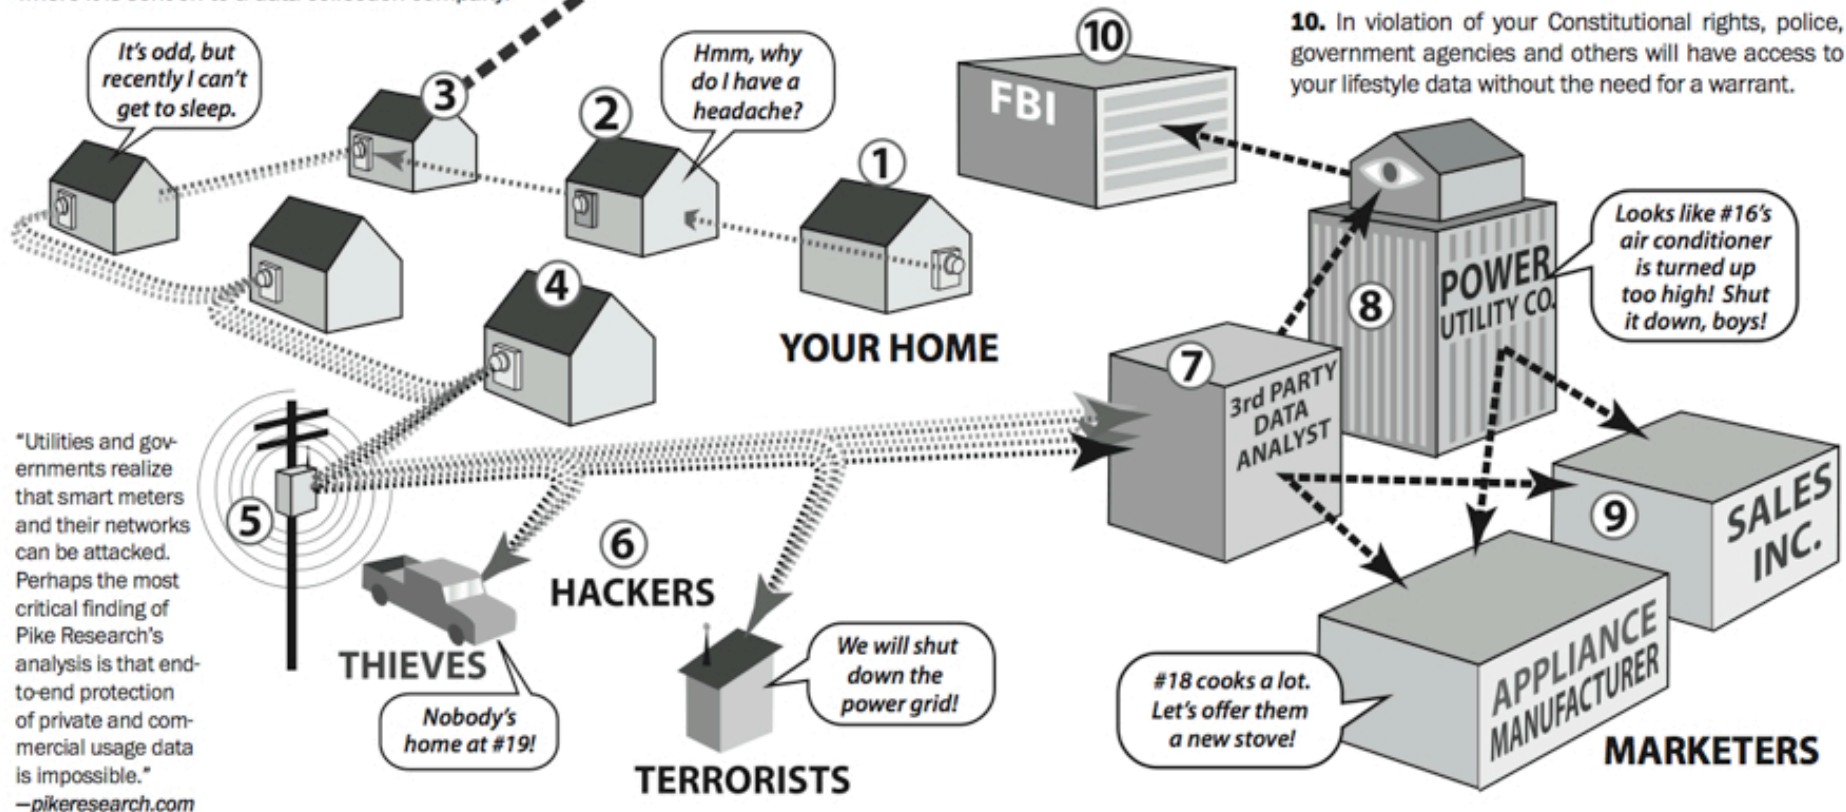 10. In violation of your Constitutional rights, police,
government agencies and others will have access to
your lifestyle data without the need for a warrant.
It's odd, but
recently I can't
get to sleep.
3
2
Hmm, why
do I have a
headache?
1
10
FBI
4
YOUR HOME
7
3rd PARTY
DATA
ANALYST
8
POWER
UTILITY CO.
Looks like #16's
air conditioner
is turned up
too high! Shut
it down, boys!
"Utilities and gov-
ernments realize
that smart meters
and their networks
can be attacked.
Perhaps the most
critical finding of
Pike Research's
analysis is that end-
to-end protection
of private and com-
mercial usage data
is impossible."
—pikeresearch.com
5
6
HACKERS
THIEVES
Nobody's
home at #19!
We will shut
down the
power grid!
TERRORISTS
9
SALES
INC.
#18 cooks a lot.
Let's offer them
a new stove!
APPLIANCE
MANUFACTURER
MARKETERS